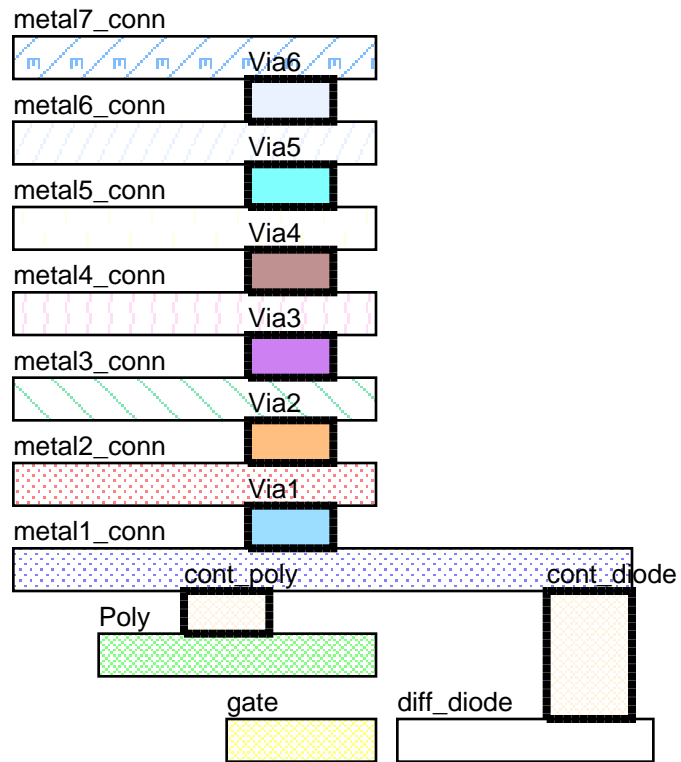 metal7_conn
Via6
metal6_conn
Via5
metal5_conn
Via4
metal4_conn
Via3
metal3_conn
Via2
metal2_conn
Via1
metal1_conn
cont_poly cont_diode
Poly
gate diff_diode